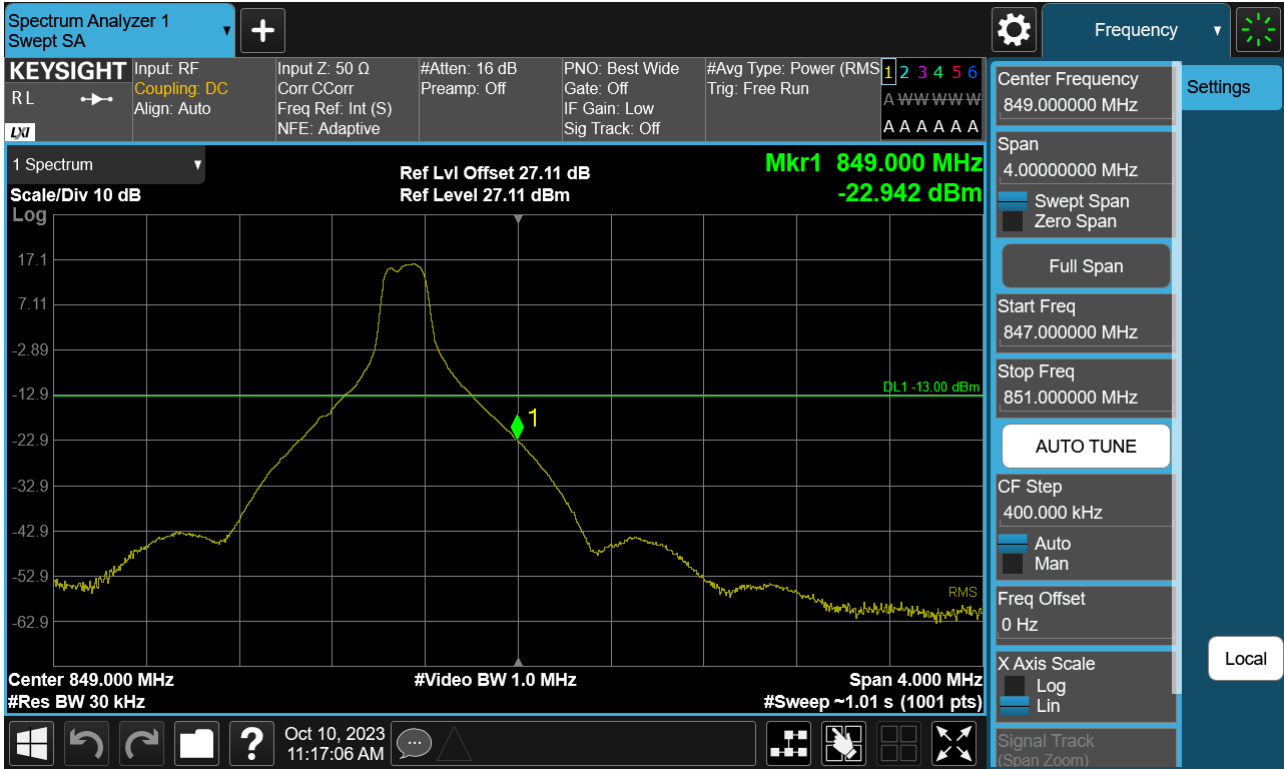 Spectrum Analyzer 1
Swept SA
+
Frequency
KEYSIGHT
R L
LXI
Input: RF
Coupling: DC
Align: Auto
Input Z: 50 Ω
Corr CCorr
Freq Ref: Int (S)
NFE: Adaptive
#Atten: 16 dB
Preamp: Off
PNO: Best Wide
Gate: Off
IF Gain: Low
Sig Track: Off
#Avg Type: Power (RMS
Trig: Free Run
1 2 3 4 5 6
A W W W W W
A A A A A A
1 Spectrum
Scale/Div 10 dB
Log
Ref Lvl Offset 27.11 dB
Ref Level 27.11 dBm
Mkr1 849.000 MHz
-22.942 dBm
17.1
7.11
-2.89
-12.9
-22.9
-32.9
-42.9
-52.9
-62.9
DL1 -13.00 dBm
1
RMS
Center 849.000 MHz
#Video BW 1.0 MHz
Span 4.000 MHz
#Res BW 30 kHz
#Sweep ~1.01 s (1001 pts)
Center Frequency
849.000000 MHz
Settings
Span
4.00000000 MHz
Swept Span
Zero Span
Full Span
Start Freq
847.000000 MHz
Stop Freq
851.000000 MHz
AUTO TUNE
CF Step
400.000 kHz
Auto
Man
Freq Offset
0 Hz
X Axis Scale
Log
Lin
Local
Signal Track
(Span Zoom)
?
Oct 10, 2023
11:17:06 AM